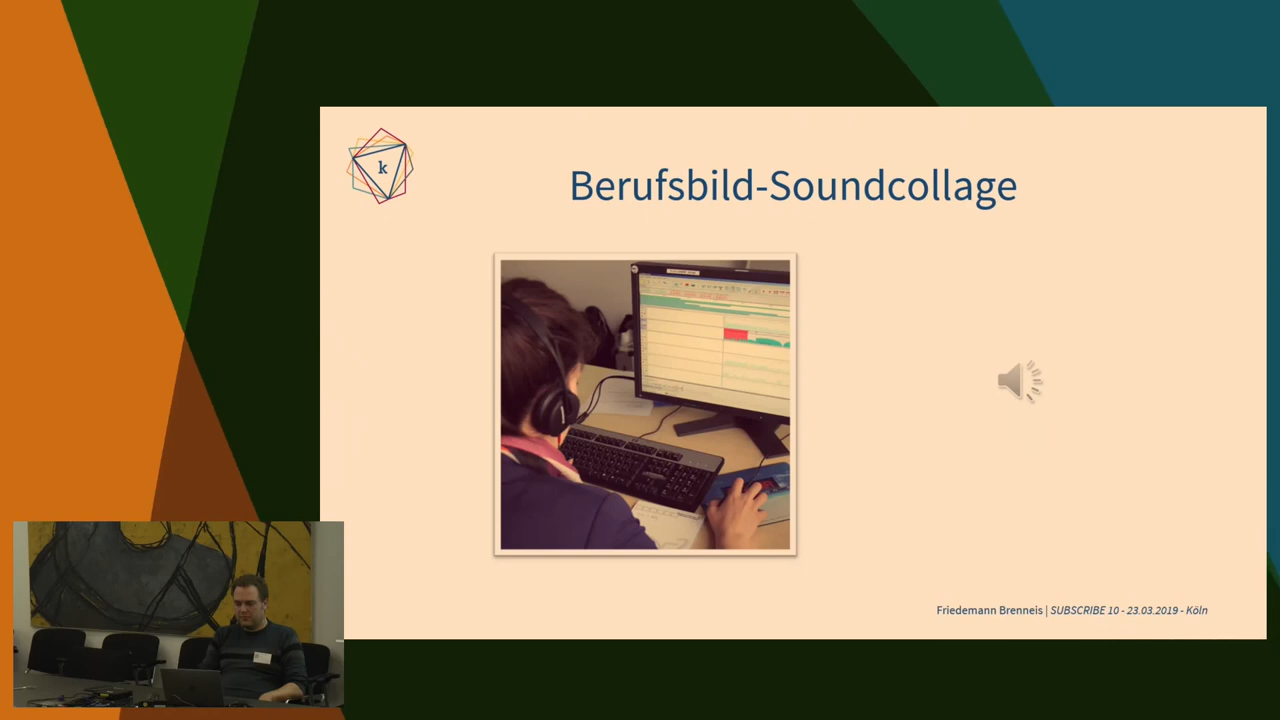 k
Berufsbild-Soundcollage
Friedemann Brenneis | SUBSCRIBE 10 - 23.03.2019 - Köln